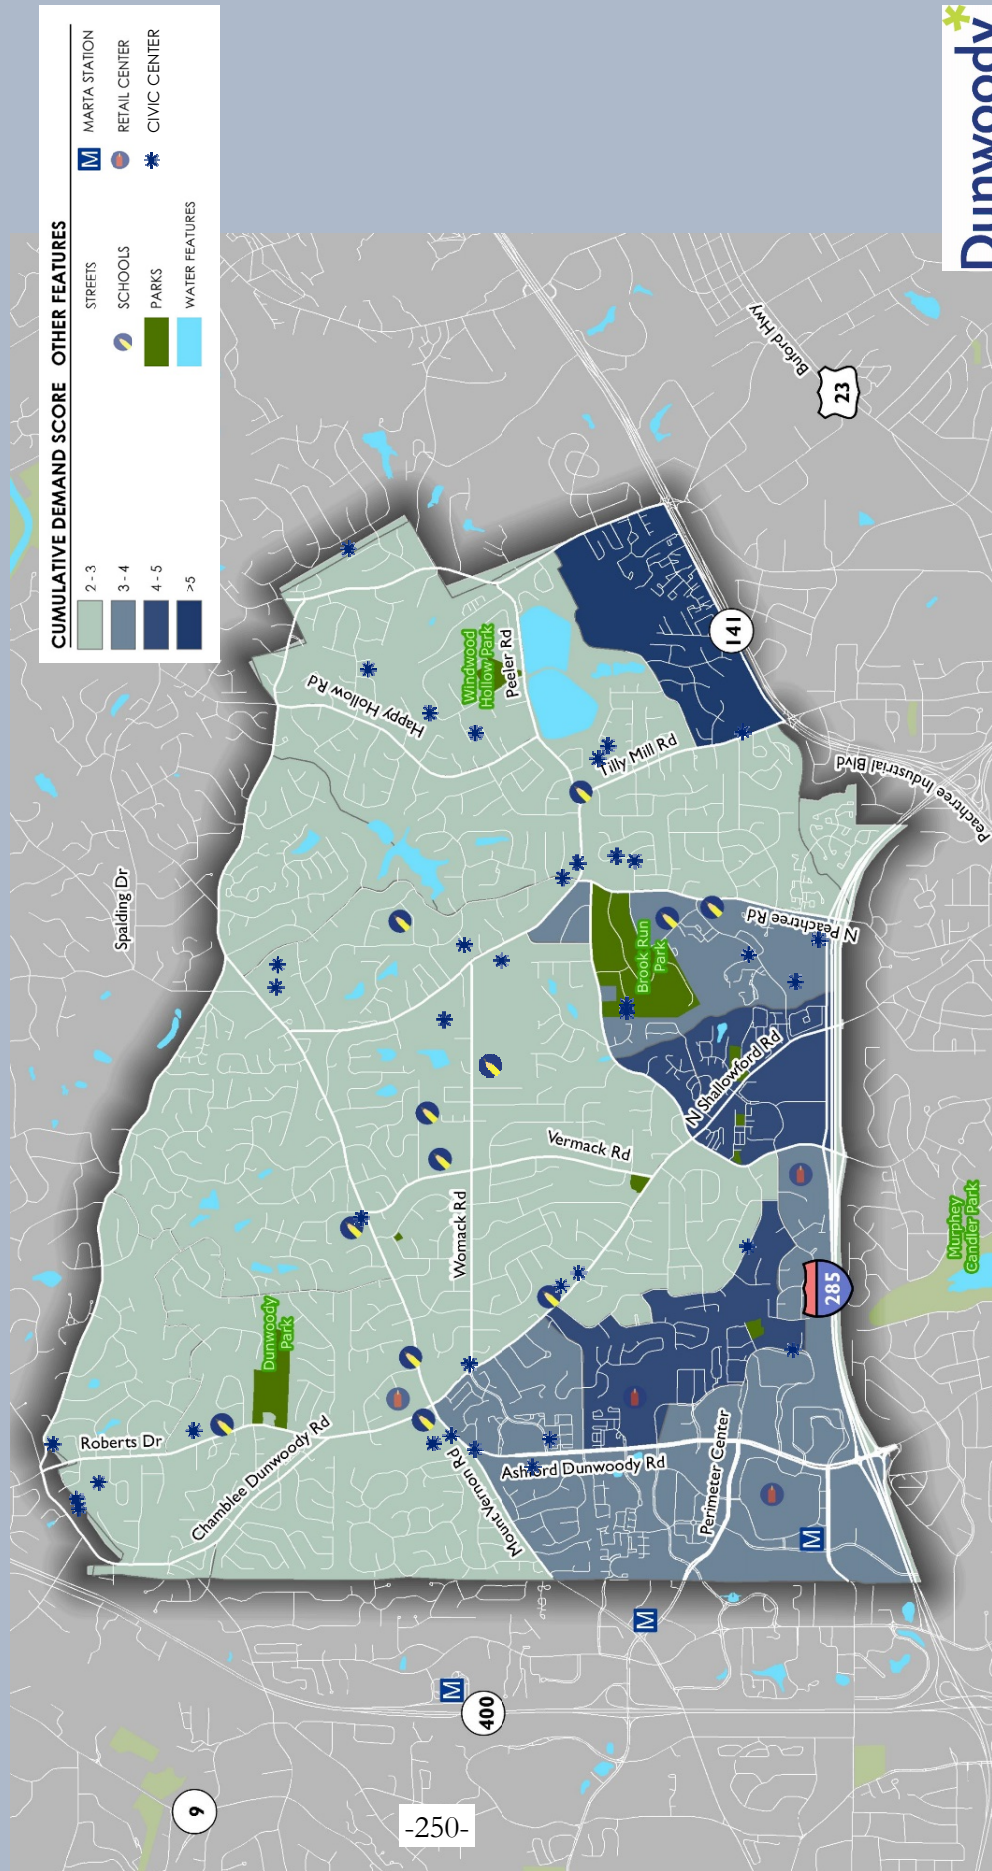 CUMULATIVE DEMAND SCORE
2 - 3
3 - 4
4 - 5
>5
OTHER FEATURES
STREETS
SCHOOLS
PARKS
WATER FEATURES
MARTA STATION
RETAIL CENTER
CIVIC CENTER
Dunwoody*
Spalding Dr
Roberts Dr
Dunwoody
Park
Chamblee Dunwoody Rd
Happy Hollow Rd
Windwood
Hollow Park
Peeler Rd
Womack Rd
Mount Vernon Rd
Vermack Rd
Tilly Mill Rd
Brook Run
Park
N Peachtree Rd
N Shallowford Rd
Ashford Dunwoody Rd
Perimeter Center
Peachtree Industrial Blvd
Buford Hwy
Murphey
Candler Park
9
400
285
141
23
M
M
M
M
-250-